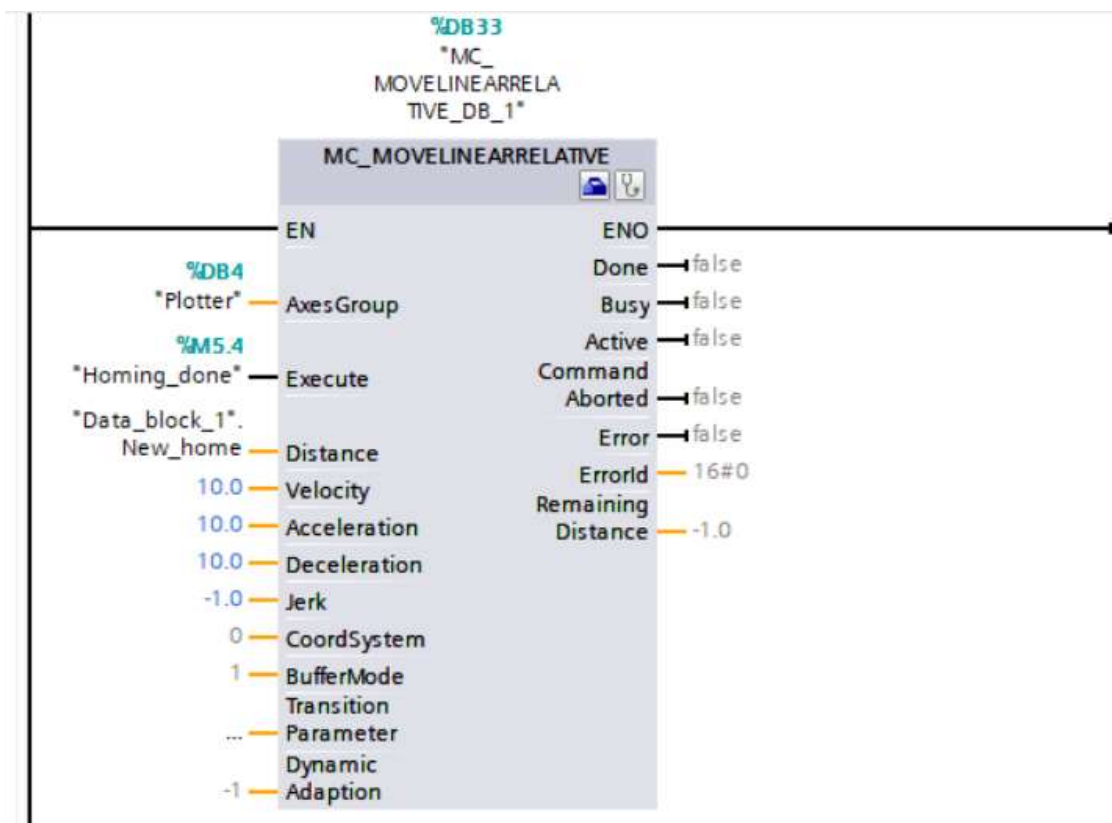 %DB33
"MC_
MOVELINEARRELA
TIVE_DB_1"
MC_MOVELINEARRELATIVE
EN
ENO
Done
false
%DB4
"Plotter"
AxesGroup
Busy
false
Active
false
%M5.4
"Homing_done"
Execute
Command
Aborted
false
"Data_block_1".
New_home
Distance
Error
false
10.0
Velocity
ErrorId
16#0
10.0
Acceleration
Remaining
Distance
-1.0
10.0
Deceleration
-1.0
Jerk
0
CoordSystem
1
BufferMode
Transition
...
Parameter
Dynamic
-1
Adaption